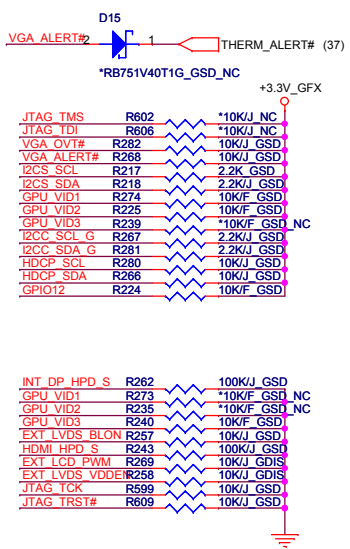 D15
VGA_ALERT# 2 1 THERM_ALERT# (37)
*RB751V40T1G_GSD_NC
+3.3V_GFX
JTAG_TMS R602 *10K/J_NC
JTAG_TDI R606 *10K/J_NC
VGA_OVT# R282 10K/J_GSD
VGA_ALERT# R268 10K/J_GSD
I2CS_SCL R217 2.2K_GSD
I2CS_SDA R218 2.2K/J_GSD
GPU_VID1 R274 10K/F_GSD
GPU_VID2 R225 10K/F_GSD
GPU_VID3 R239 *10K/F_GSD_NC
I2CC_SCL_G R267 2.2K/J_GSD
I2CC_SDA_G R281 2.2K/J_GSD
HDCP_SCL R280 10K/J_GSD
HDCP_SDA R266 10K/J_GSD
GPIO12 R224 10K/F_GSD
INT_DP_HPD_S R262 100K/J_GSD
GPU_VID1 R273 *10K/F_GSD_NC
GPU_VID2 R235 *10K/F_GSD_NC
GPU_VID3 R240 10K/F_GSD
EXT_LVDS_BLON R257 10K/J_GSD
HDMI_HPD_S R243 100K/J_GSD
EXT_LCD_PWM R269 10K/J_GDIS
EXT_LVDS_VDDEN R258 10K/J_GDIS
JTAG_TCK R599 10K/J_GSD
JTAG_TRST# R609 10K/J_GSD